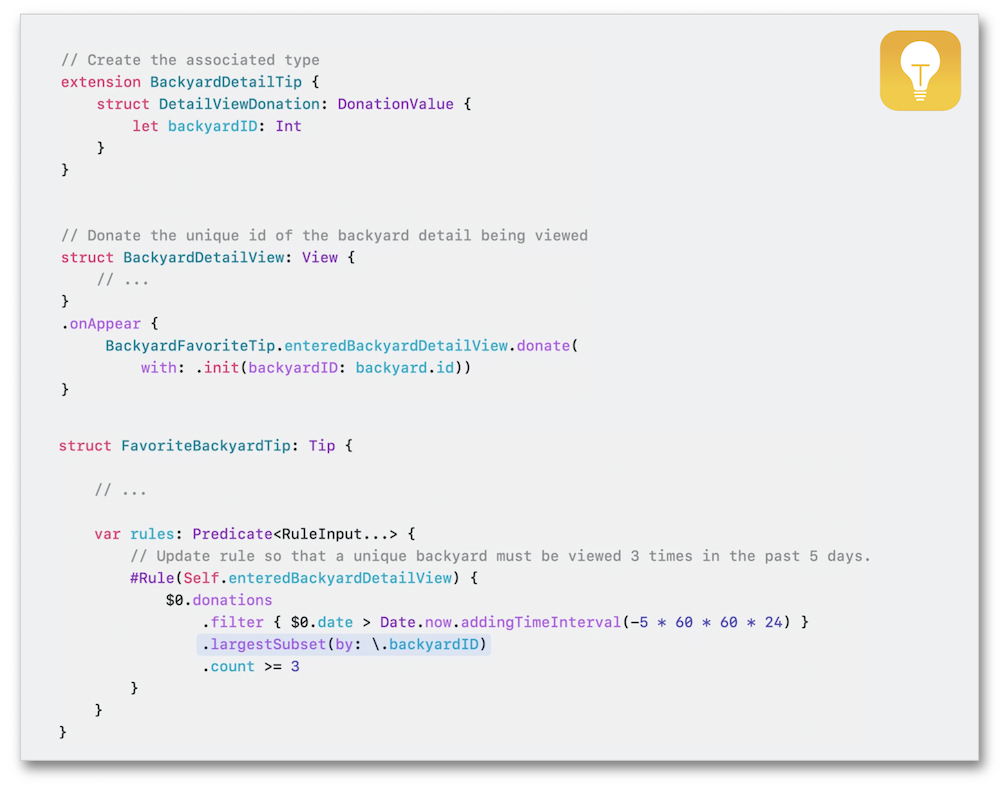 // Create the associated type
extension BackyardDetailTip {
    struct DetailViewDonation: DonationValue {
        let backyardID: Int
    }
}
// Donate the unique id of the backyard detail being viewed
struct BackyardDetailView: View {
    // ...
}
.onAppear {
     BackyardFavoriteTip.enteredBackyardDetailView.donate(
         with: .init(backyardID: backyard.id))
}
struct FavoriteBackyardTip: Tip {
    // ...
    var rules: Predicate<RuleInput...> {
        // Update rule so that a unique backyard must be viewed 3 times in the past 5 days.
        #Rule(Self.enteredBackyardDetailView) {
            $0.donations
                .filter { $0.date > Date.now.addingTimeInterval(-5 * 60 * 60 * 24) }
                .largestSubset(by: \.backyardID)
                .count >= 3
        }
    }
}
T